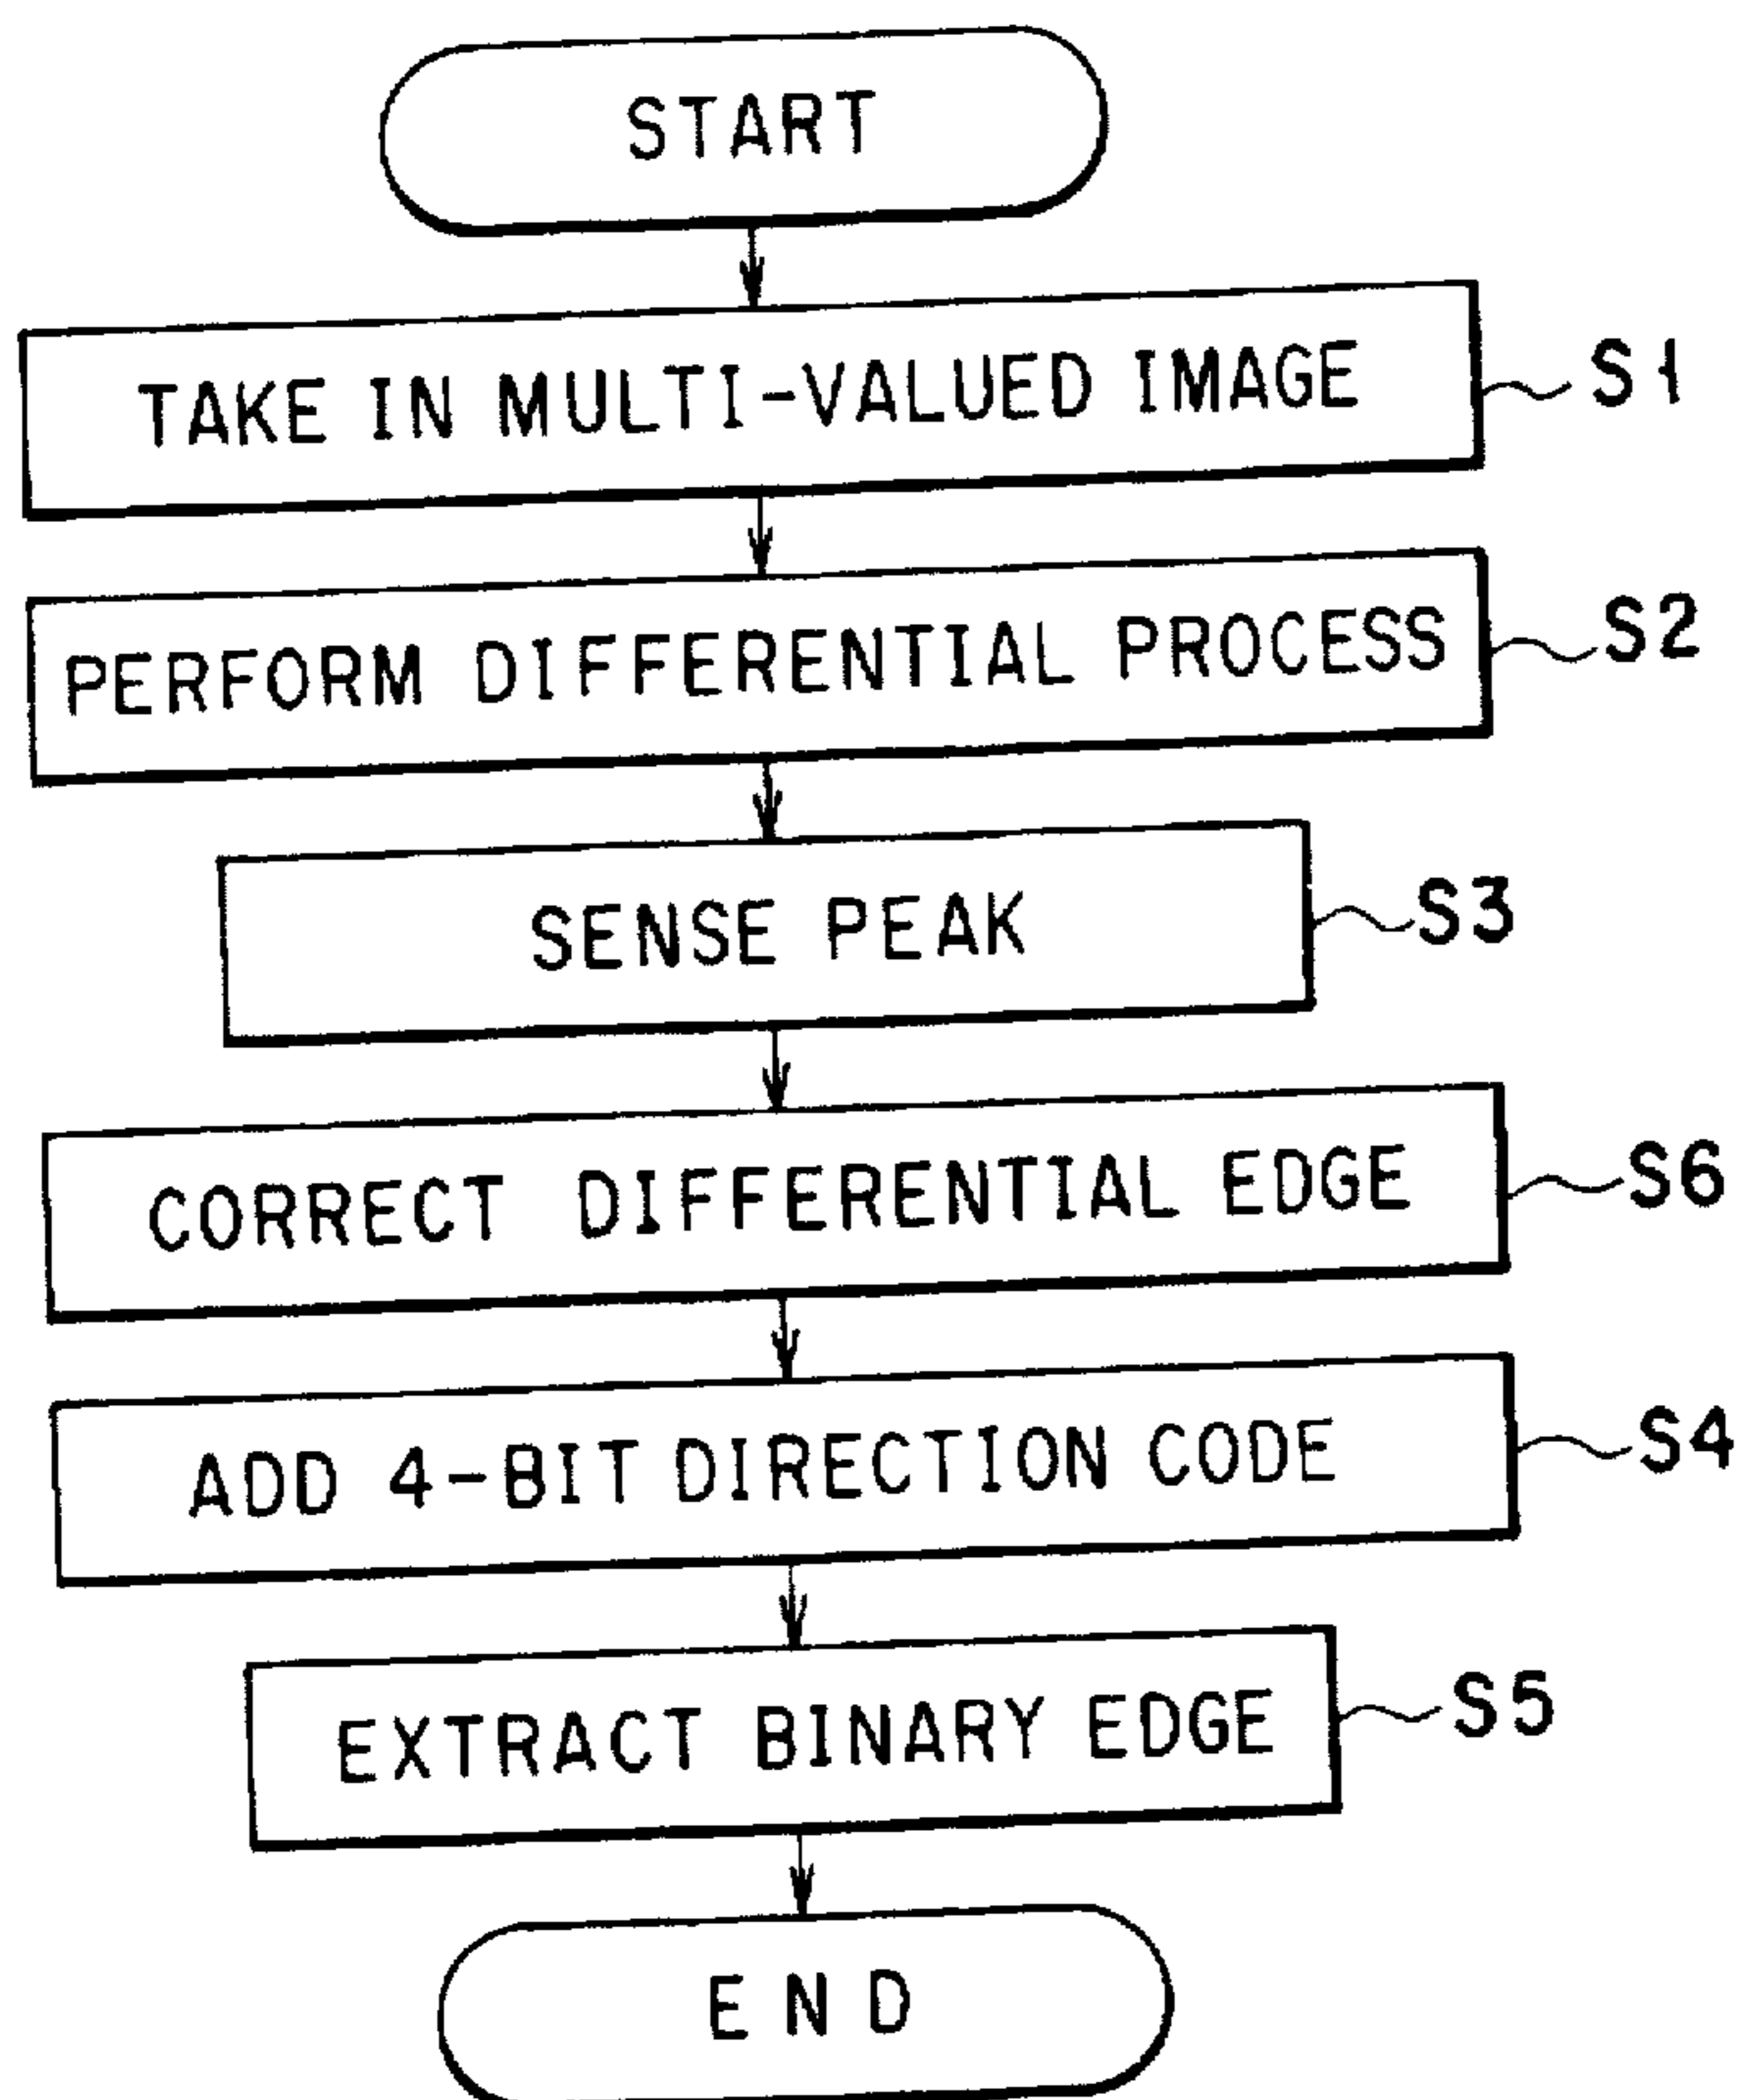 START
TAKE IN MULTI-VALUED IMAGE S1
PERFORM DIFFERENTIAL PROCESS S2
SENSE PEAK S3
CORRECT DIFFERENTIAL EDGE S6
ADD 4-BIT DIRECTION CODE S4
EXTRACT BINARY EDGE S5
END